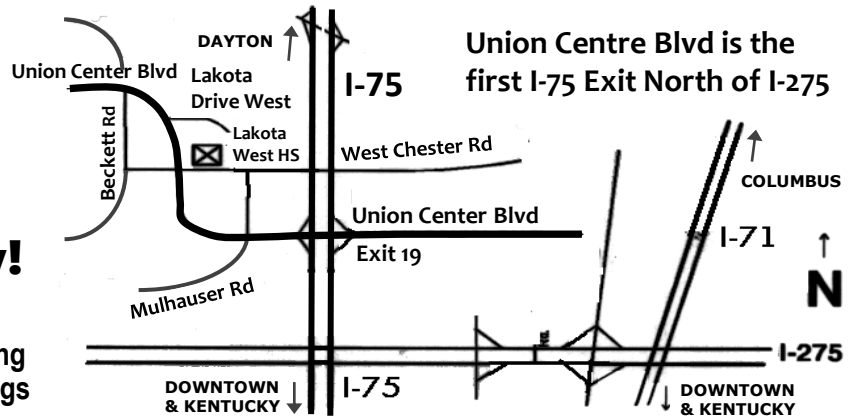 DAYTON
Union Centre Blvd is the
first I-75 Exit North of I-275
Union Center Blvd
Lakota
Drive West
I-75
Beckett Rd
Lakota
West HS
West Chester Rd
COLUMBUS
Union Center Blvd
Exit 19
I-71
y!
N
Mulhauser Rd
ng
gs
I-275
DOWNTOWN
& KENTUCKY
I-75
DOWNTOWN
& KENTUCKY